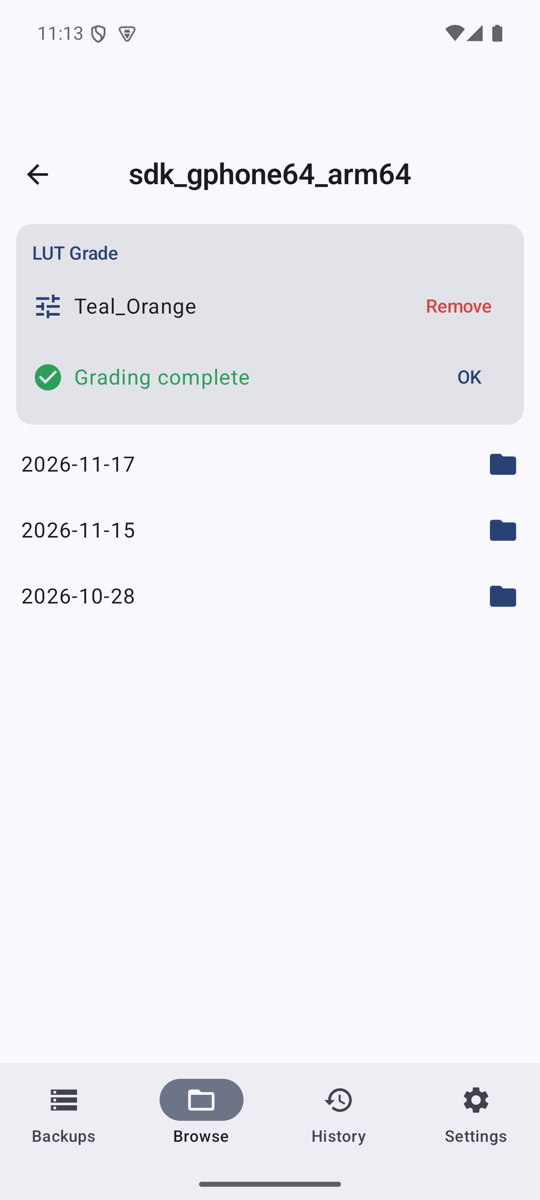 11:13
sdk_gphone64_arm64
LUT Grade
Teal_Orange Remove
Grading complete OK
2026-11-17
2026-11-15
2026-10-28
Backups Browse History Settings